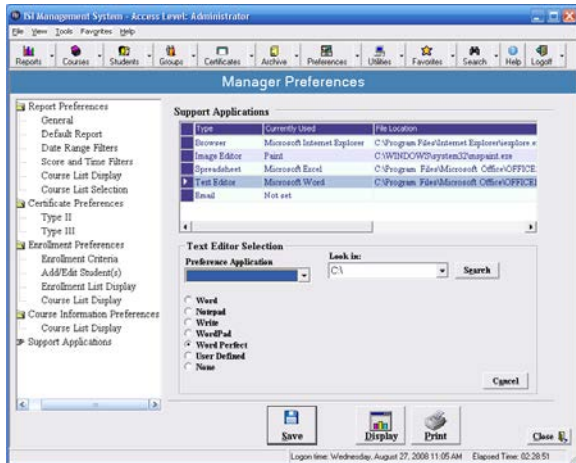 ISI Management System - Access Level: Administrator
File View Tools Favorites Help
Reports Courses Students Groups Certificates Archive Preferences Utilities Favorites Search Help Logoff
Manager Preferences
Report Preferences
General
Default Report
Date Range Filters
Score and Time Filters
Course List Display
Course List Selection
Certificate Preferences
Type II
Type III
Enrollment Preferences
Enrollment Criteria
Add/Edit Student(s)
Enrollment List Display
Course List Display
Course Information Preferences
Course List Display
Support Applications
Support Applications
Type Currently Used File Location
Browser Microsoft Internet Explorer C:\Program Files\Internet Explorer\iexplore.e
Image Editor Paint C:\WINDOWS\system32\mspaint.exe
Spreadsheet Microsoft Excel C:\Program Files\Microsoft Office\OFFICE
Text Editor Microsoft Word C:\Program Files\Microsoft Office\OFFICE1
Email Not set
Text Editor Selection
Preference Application Look in:
C:\ Search
Word
Notepad
Write
WordPad
Word Perfect
User Defined
None
Cancel
Save Display Print Close
Logon time: Wednesday, August 27, 2008 11:05 AM Elapsed Time: 02:28:51